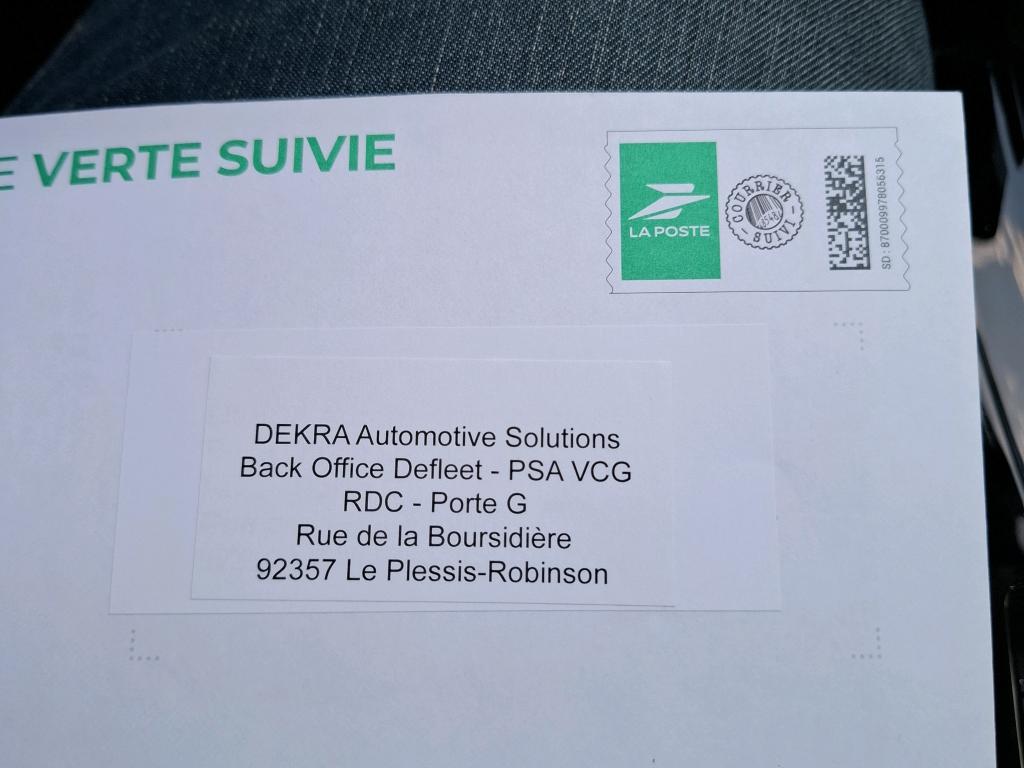 E VERTE SUIVIE
LA POSTE
COURRIER
SUIVI
SD : 870009978056315
DEKRA Automotive Solutions
Back Office Defleet - PSA VCG
RDC - Porte G
Rue de la Boursidière
92357 Le Plessis-Robinson